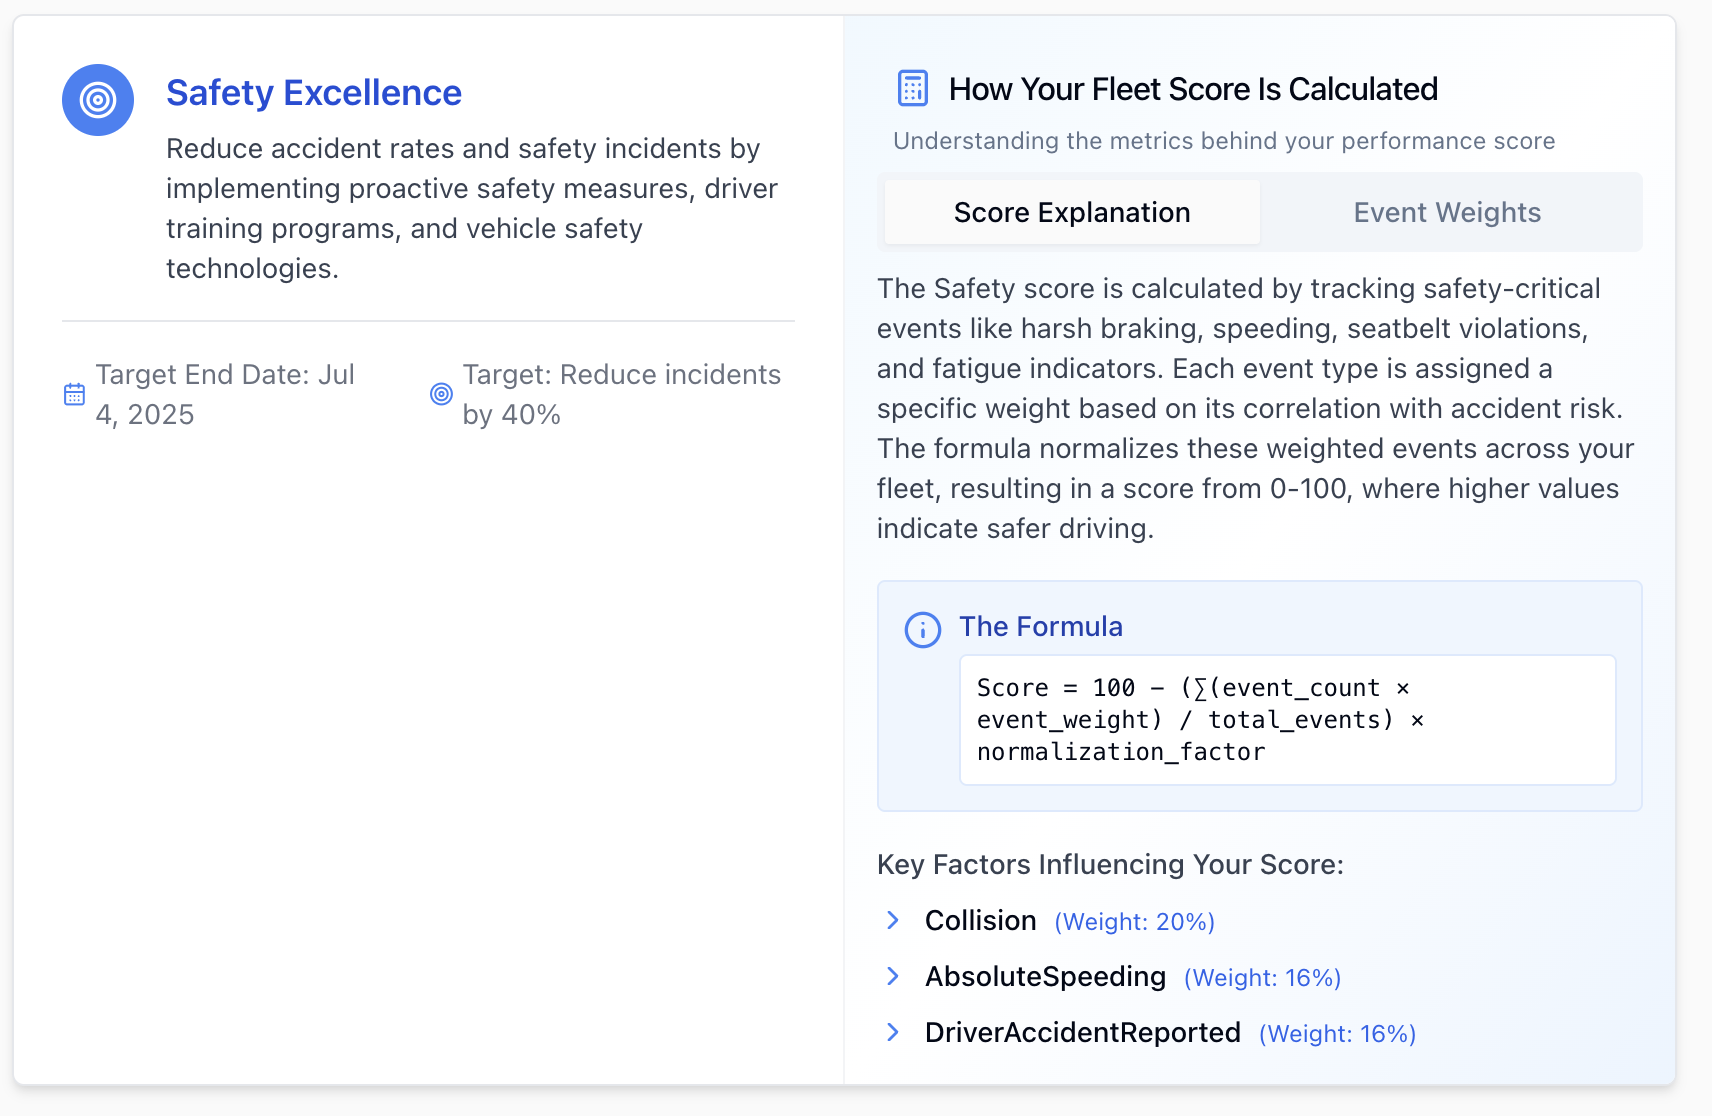 Safety Excellence
Reduce accident rates and safety incidents by
implementing proactive safety measures, driver
training programs, and vehicle safety
technologies.
Target End Date: Jul
4, 2025
Target: Reduce incidents
by 40%
How Your Fleet Score Is Calculated
Understanding the metrics behind your performance score
Score Explanation
Event Weights
The Safety score is calculated by tracking safety-critical
events like harsh braking, speeding, seatbelt violations,
and fatigue indicators. Each event type is assigned a
specific weight based on its correlation with accident risk.
The formula normalizes these weighted events across your
fleet, resulting in a score from 0-100, where higher values
indicate safer driving.
The Formula
Score = 100 − (∑(event_count ×
event_weight) / total_events) ×
normalization_factor
Key Factors Influencing Your Score:
Collision (Weight: 20%)
AbsoluteSpeeding (Weight: 16%)
DriverAccidentReported (Weight: 16%)